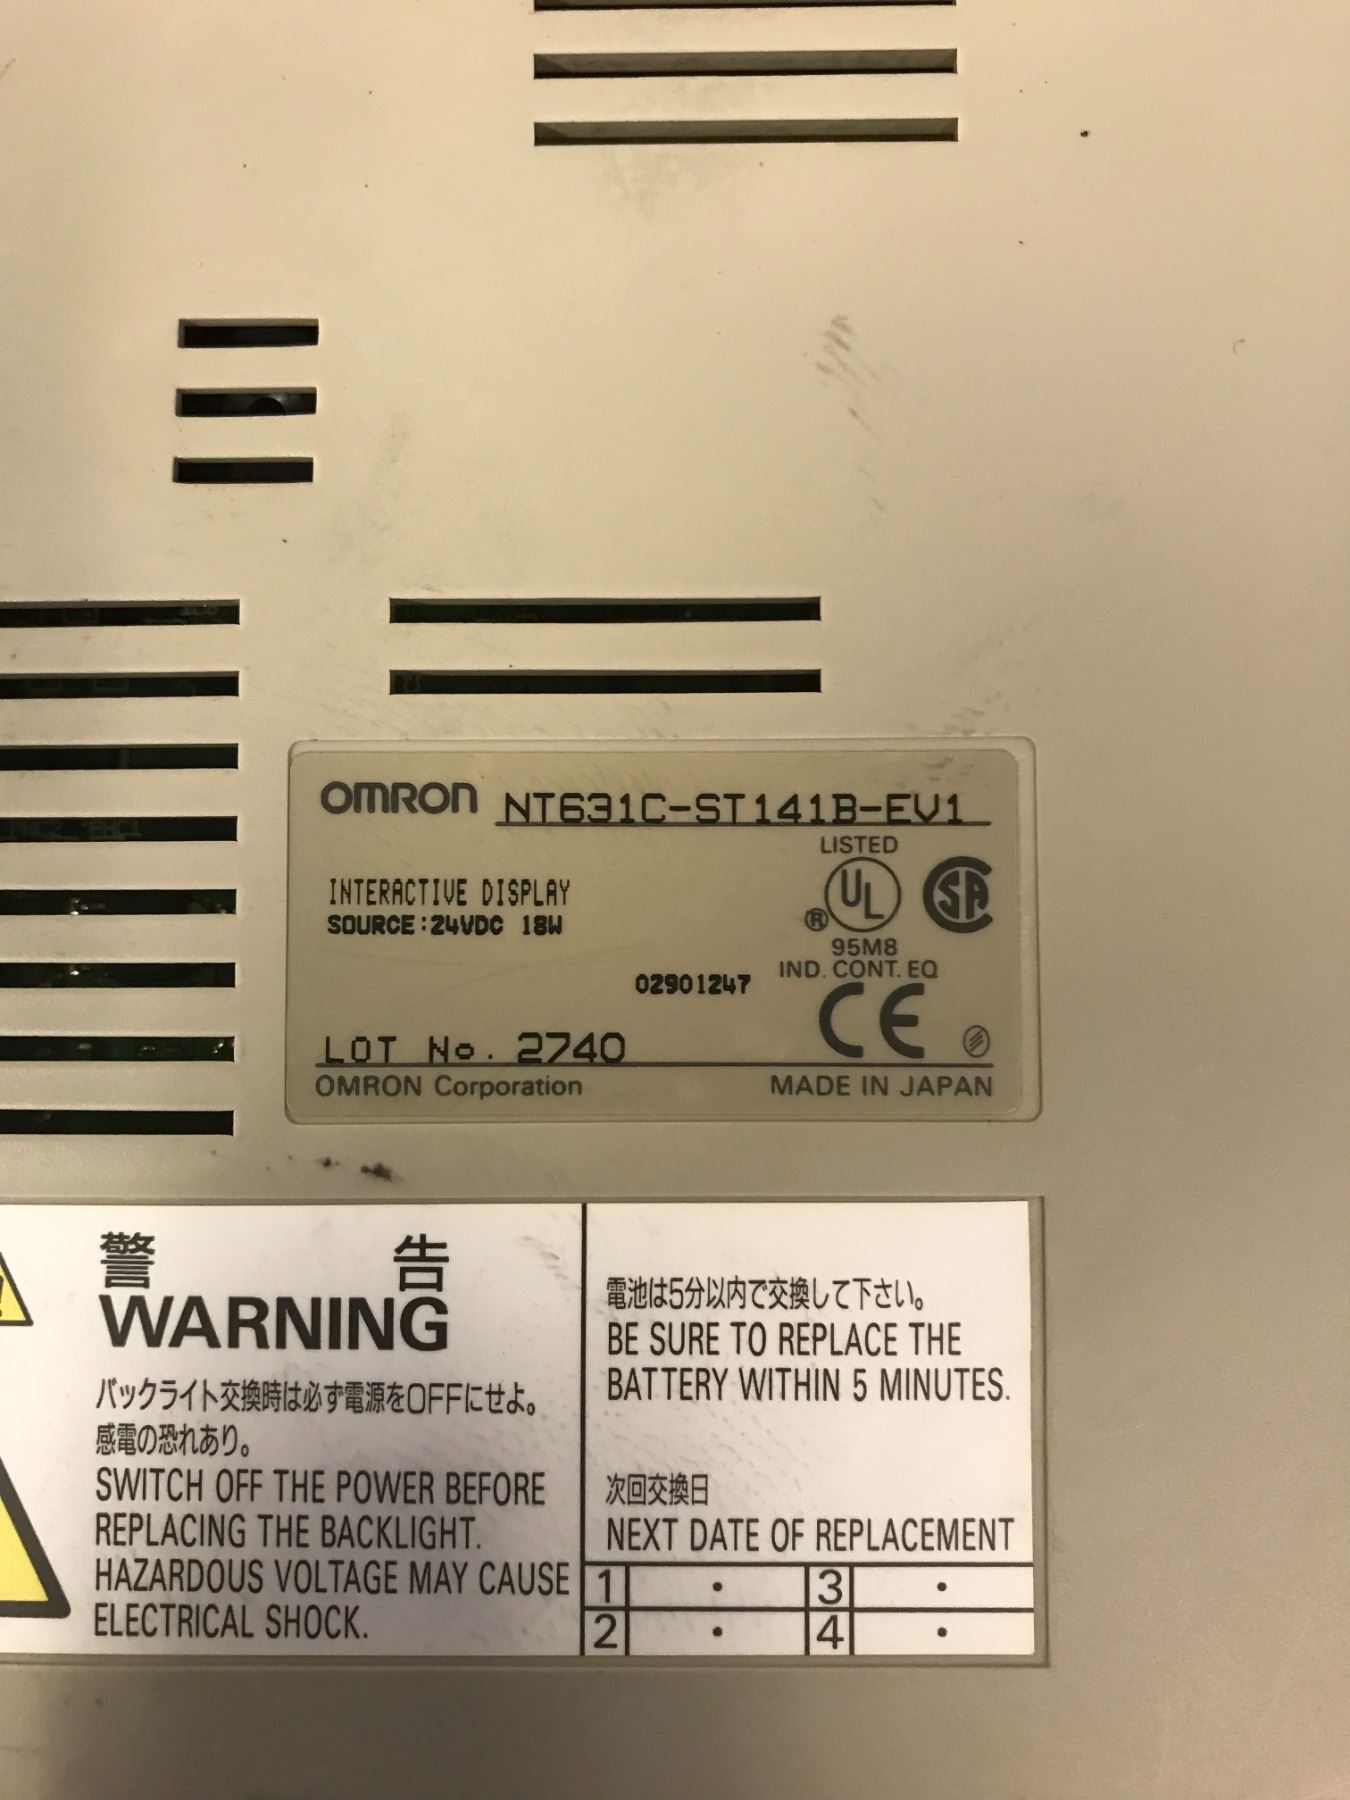 OMRON NT631C-ST141B-EV1
LISTED
INTERACTIVE DISPLAY
SOURCE:24VDC 18W
UL
®
SA
95M8
IND. CONT. EQ
02901247
CE
LOT No. 2740
OMRON Corporation MADE IN JAPAN
警告
WARNING
バックライト交換時は必ず電源をOFFにせよ。
感電の恐れあり。
SWITCH OFF THE POWER BEFORE
REPLACING THE BACKLIGHT.
HAZARDOUS VOLTAGE MAY CAUSE
ELECTRICAL SHOCK.
電池は5分以内で交換して下さい。
BE SURE TO REPLACE THE
BATTERY WITHIN 5 MINUTES.
次回交換日
NEXT DATE OF REPLACEMENT
1 ・ 3 ・
2 ・ 4 ・